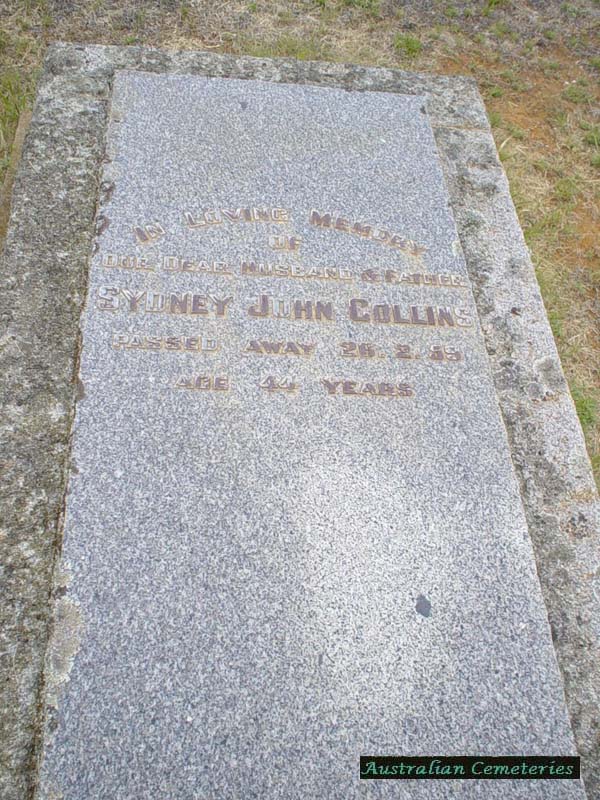 IN LOVING MEMORY
OF
OUR DEAR HUSBAND & FATHER
SYDNEY JOHN COLLINS
PASSED AWAY 26. 2. 55
AGE 44 YEARS
Australian Cemeteries